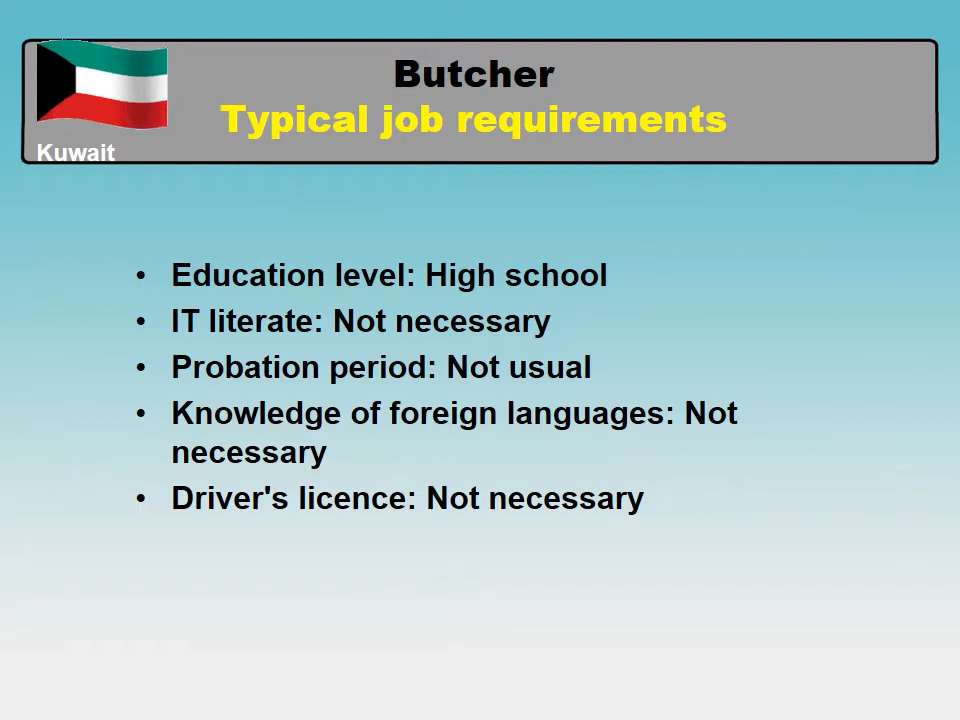 Butcher
Typical job requirements
Kuwait
• Education level: High school
• IT literate: Not necessary
• Probation period: Not usual
• Knowledge of foreign languages: Not
necessary
• Driver's licence: Not necessary